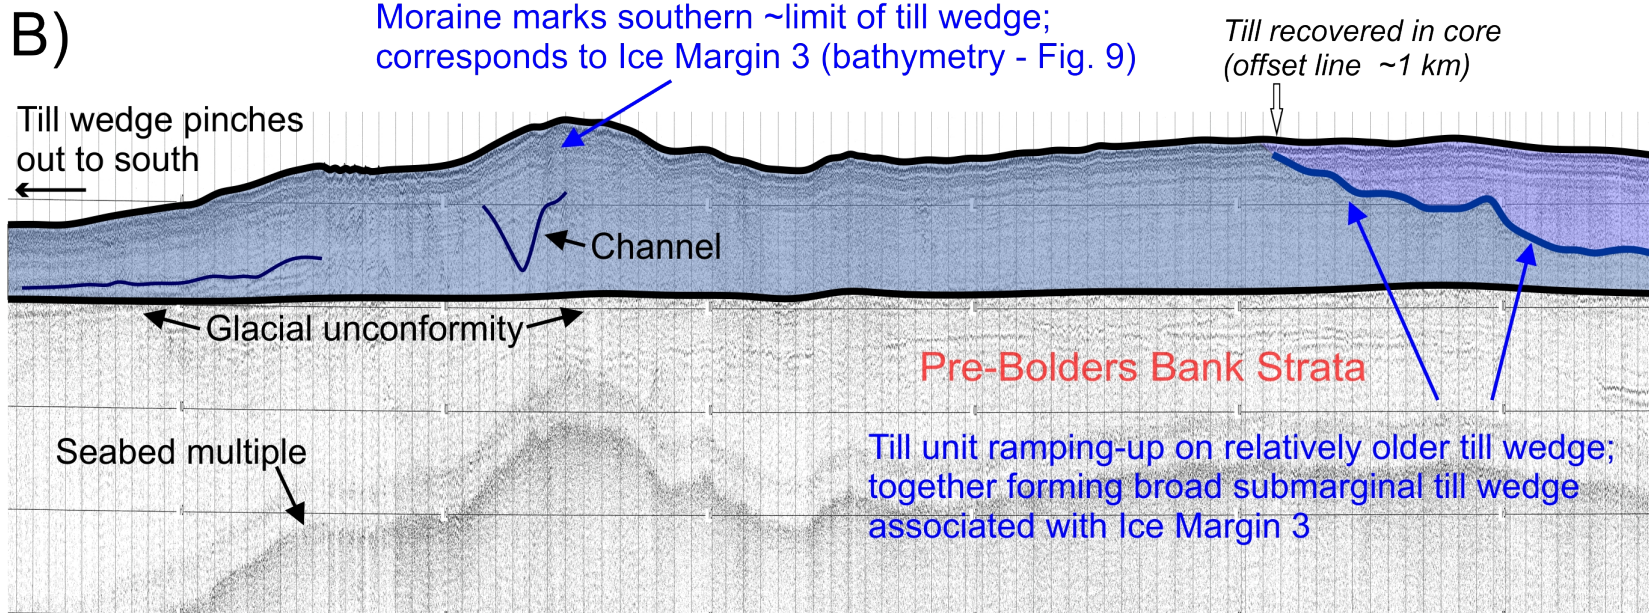 B)
Moraine marks southern ~limit of till wedge;
corresponds to Ice Margin 3 (bathymetry - Fig. 9)
Till recovered in core
(offset line ~1 km)
Till wedge pinches
out to south
Channel
Glacial unconformity
Pre-Bolders Bank Strata
Seabed multiple
Till unit ramping-up on relatively older till wedge;
together forming broad submarginal till wedge
associated with Ice Margin 3